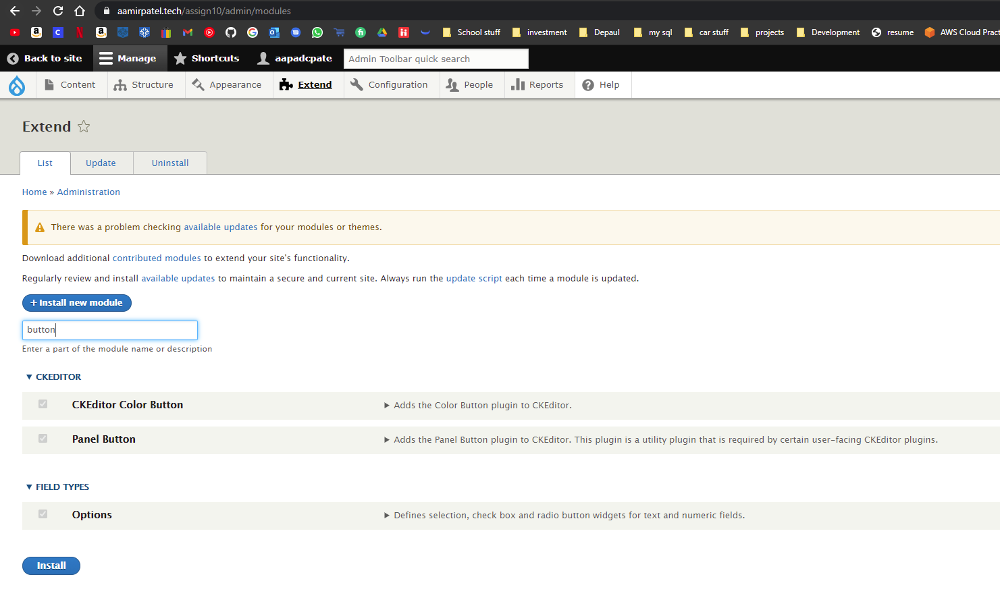 aamirpatel.tech/assign10/admin/modules
School stuff investment Depaul my sql car stuff projects Development resume AWS Cloud Pract
Back to site Manage Shortcuts aapadcpate Admin Toolbar quick search
Content Structure Appearance Extend Configuration People Reports Help
Extend
List Update Uninstall
Home » Administration
There was a problem checking available updates for your modules or themes.
Download additional contributed modules to extend your site's functionality.
Regularly review and install available updates to maintain a secure and current site. Always run the update script each time a module is updated.
+ Install new module
button
Enter a part of the module name or description
▼ CKEDITOR
CKEditor Color Button ► Adds the Color Button plugin to CKEditor.
Panel Button ► Adds the Panel Button plugin to CKEditor. This plugin is a utility plugin that is required by certain user-facing CKEditor plugins.
▼ FIELD TYPES
Options ► Defines selection, check box and radio button widgets for text and numeric fields.
Install